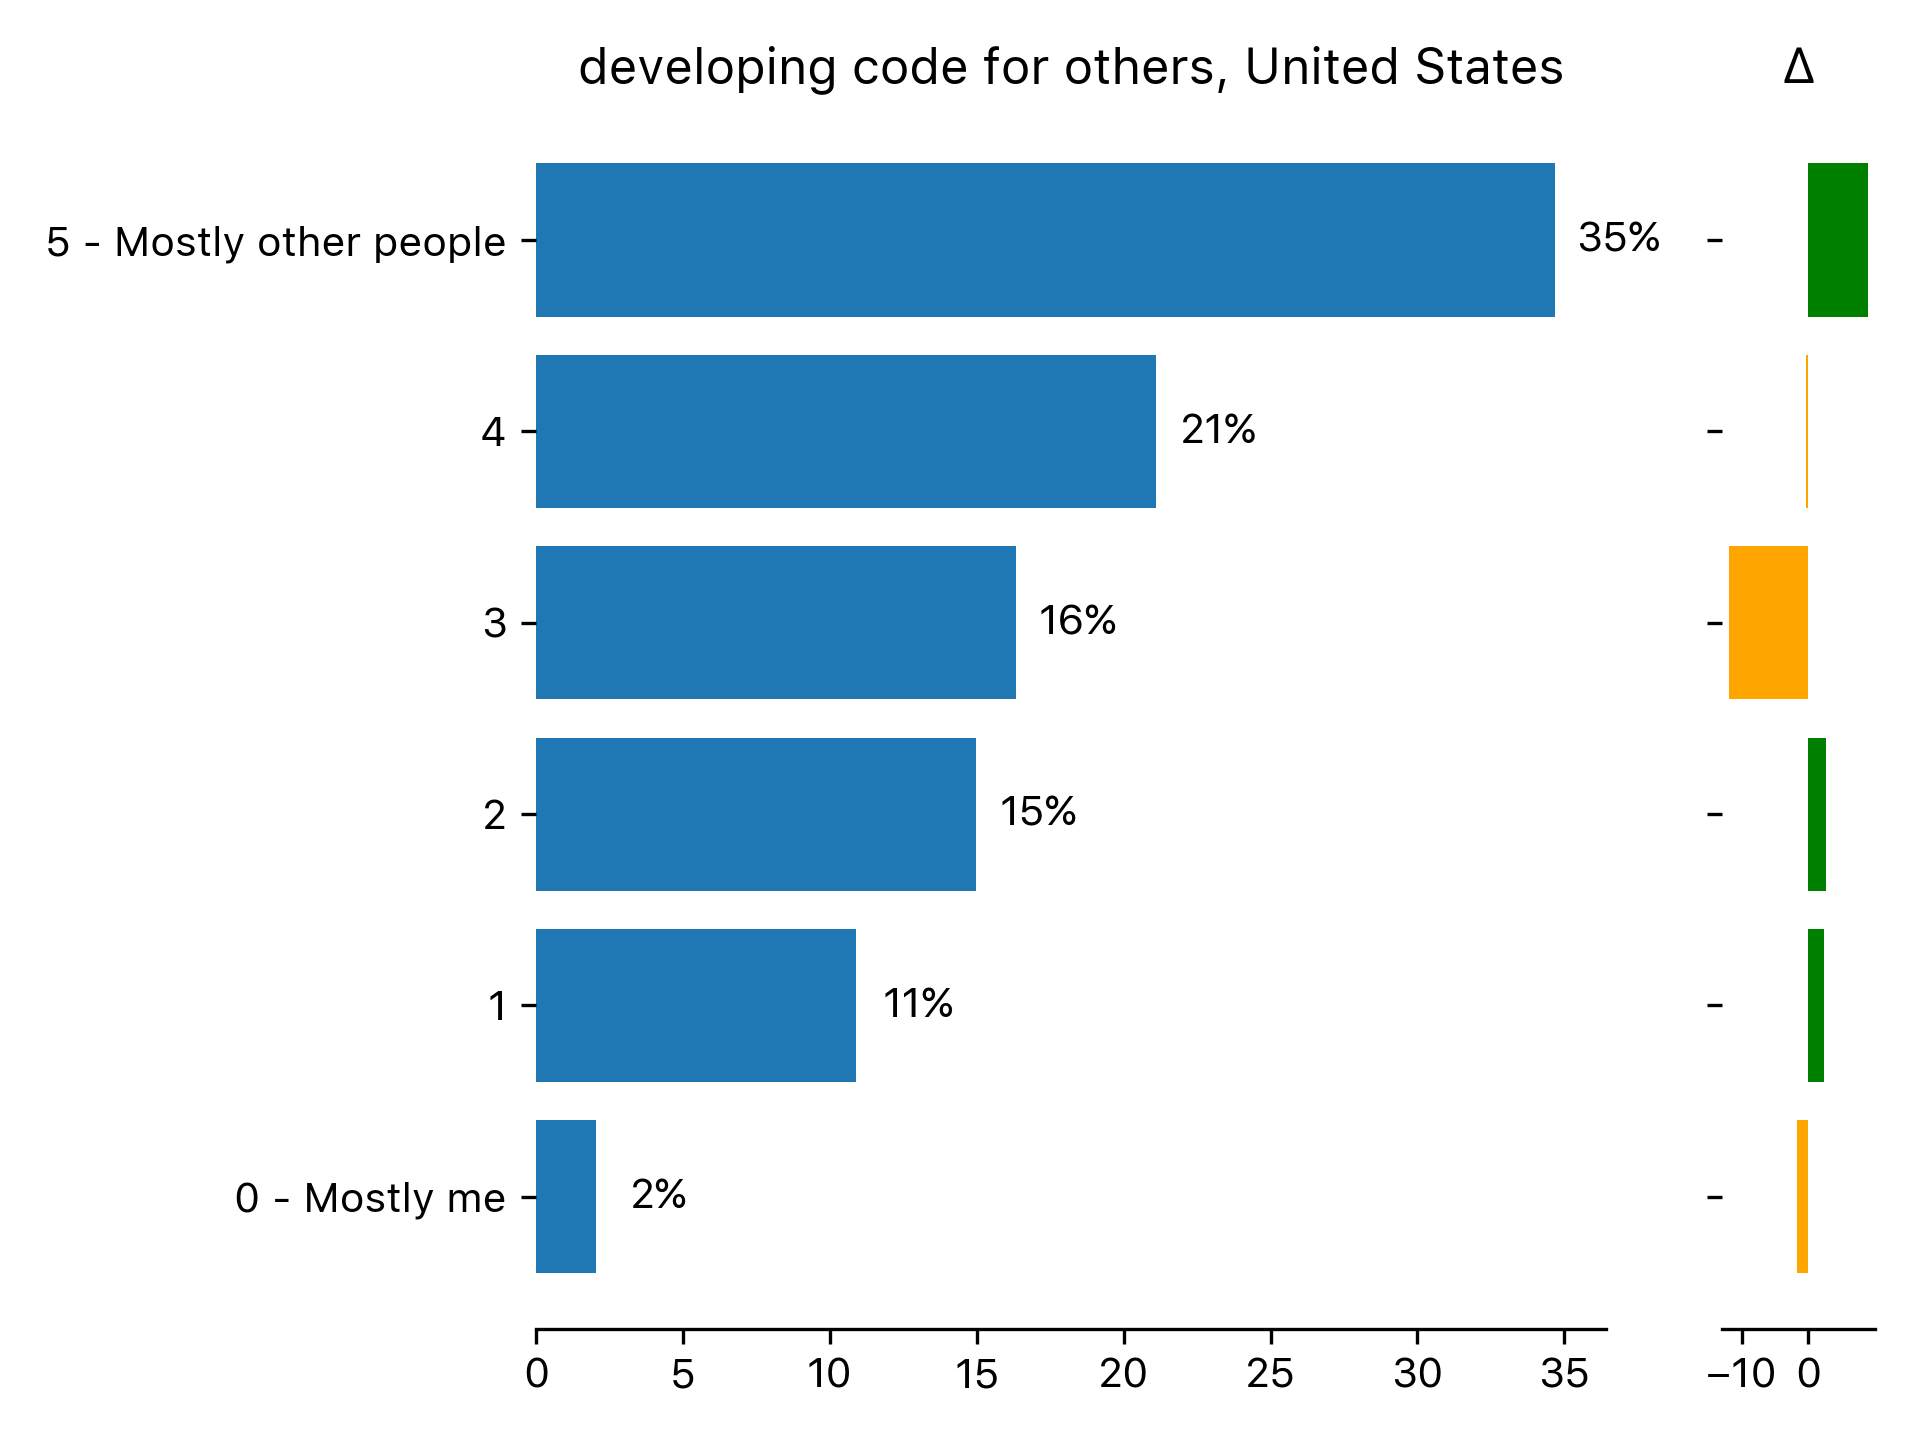 developing code for others, United States
Δ
5 - Mostly other people
35%
4
21%
3
16%
2
15%
1
11%
0 - Mostly me
2%
0 5 10 15 20 25 30 35
−10 0